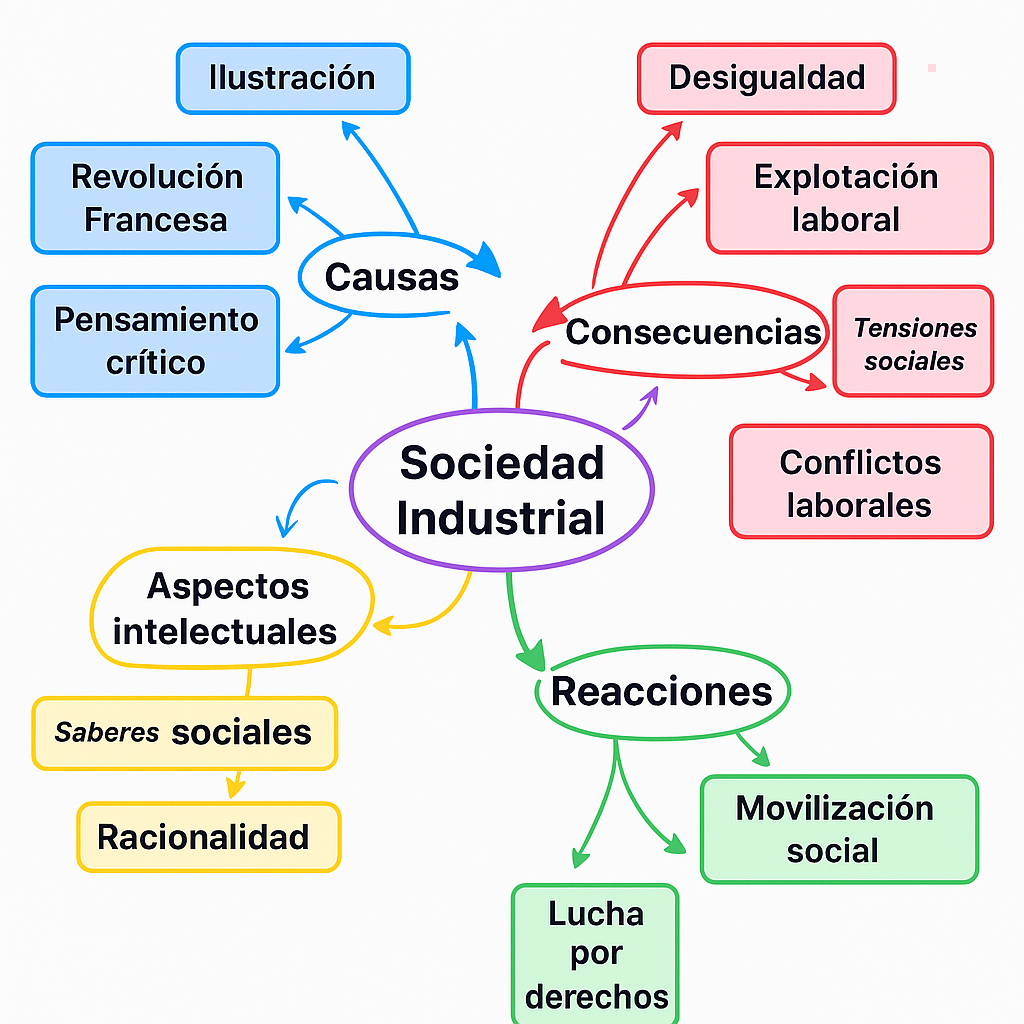 Ilustración
Desigualdad
Revolución
Francesa
Explotación
laboral
Causas
Pensamiento
crítico
Consecuencias
Tensiones
sociales
Sociedad
Industrial
Conflictos
laborales
Aspectos
intelectuales
Reacciones
Saberes sociales
Racionalidad
Movilización
social
Lucha
por
derechos